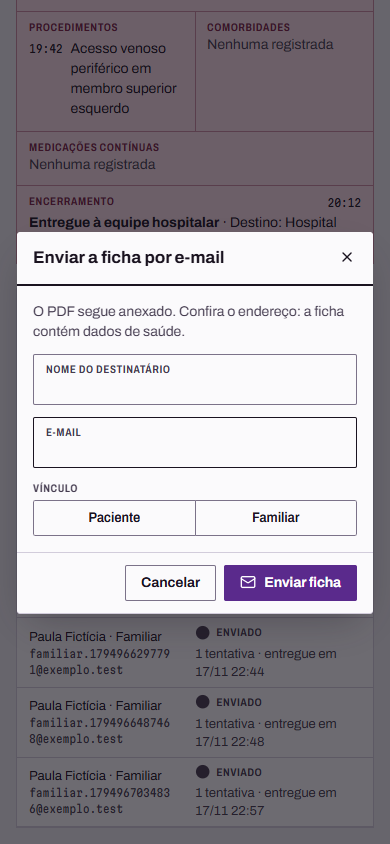 PROCEDIMENTOS
19:42 Acesso venoso
periférico em
membro superior
esquerdo
COMORBIDADES
Nenhuma registrada
MEDICAÇÕES CONTÍNUAS
Nenhuma registrada
ENCERRAMENTO 20:12
Entregue à equipe hospitalar · Destino: Hospital
Enviar a ficha por e-mail
O PDF segue anexado. Confira o endereço: a ficha
contém dados de saúde.
NOME DO DESTINATÁRIO
E-MAIL
VÍNCULO
Paciente Familiar
Cancelar Enviar ficha
Paula Fictícia · Familiar
familiar.179496629779
1@exemplo.test
ENVIADO
1 tentativa · entregue em
17/11 22:44
Paula Fictícia · Familiar
familiar.179496648746
8@exemplo.test
ENVIADO
1 tentativa · entregue em
17/11 22:48
Paula Fictícia · Familiar
familiar.179496703483
6@exemplo.test
ENVIADO
1 tentativa · entregue em
17/11 22:57